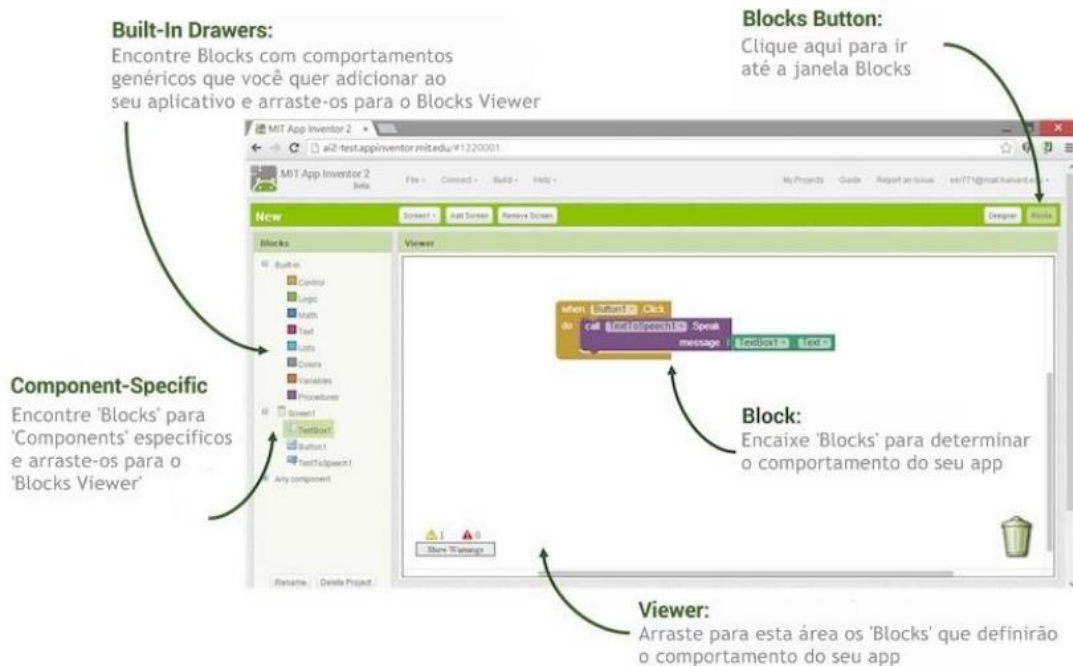 Built-In Drawers:
Encontre Blocks com comportamentos
genéricos que você quer adicionar ao
seu aplicativo e arraste-os para o Blocks Viewer
Blocks Button:
Clique aqui para ir
até a janela Blocks
MIT App Inventor 2
ai2-test.appinventor.mit.edu/#1220001
MIT App Inventor 2
Beta
File
Connect
Build
Help
My Projects
Guide
Report an Issue
New
Screen1
Add Screen
Remove Screen
Designer
Blocks
Blocks
Viewer
Built-in
Control
Logic
Math
Text
Lists
Colors
Variables
Procedures
Screen1
TextBox1
Button1
TextToSpeech1
Any component
Rename
Delete Project
when Button1 .Click
do call TextToSpeech1 .Speak
message TextBox1 . Text
1
0
Show Warnings
Component-Specific
Encontre 'Blocks' para
'Components' específicos
e arraste-os para o
'Blocks Viewer'
Block:
Encaixe 'Blocks' para determinar
o comportamento do seu app
Viewer:
Arraste para esta área os 'Blocks' que definirão
o comportamento do seu app